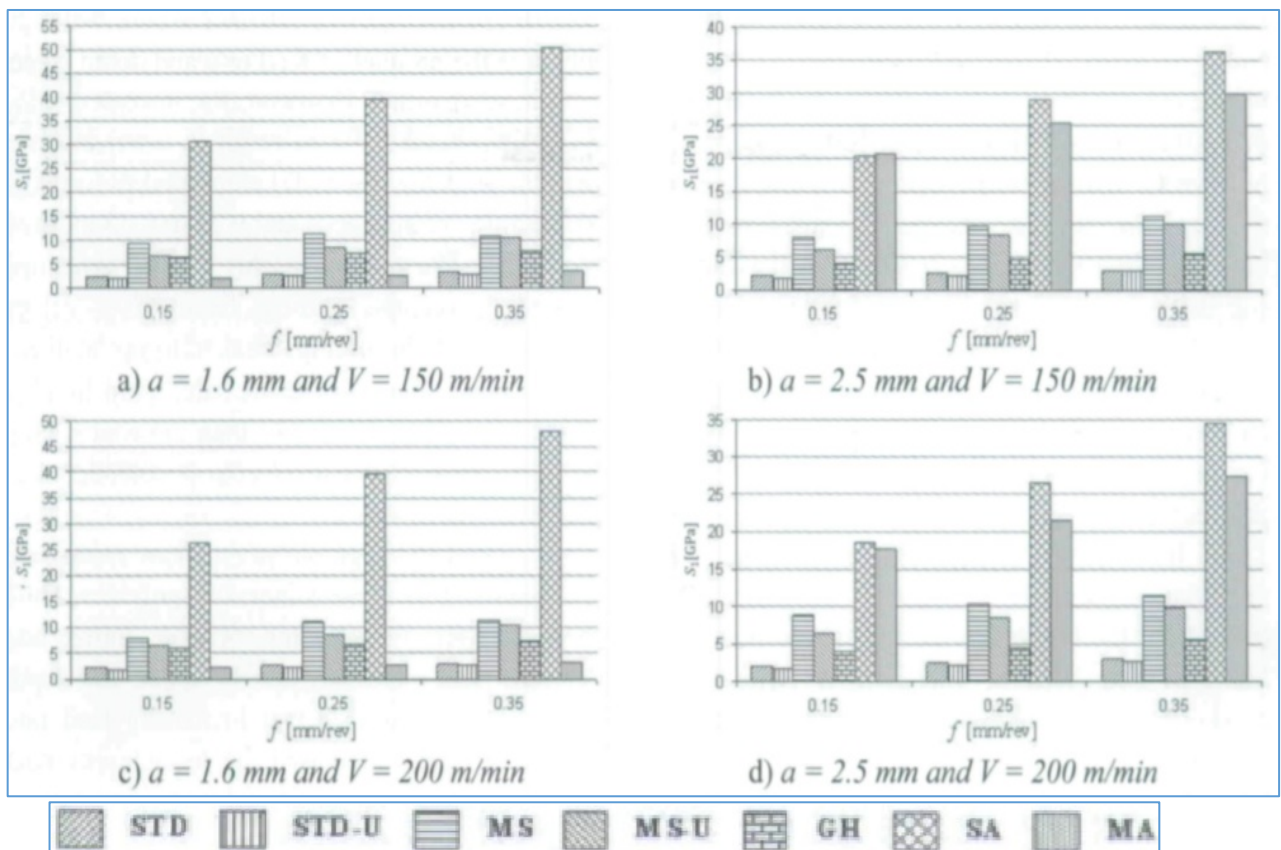 55
50
45
40
35
30
25
20
15
10
5
0
S₁[GPa]
0.15 0.25 0.35
f [mm/rev]
a) a = 1.6 mm and V = 150 m/min
40
35
30
25
20
15
10
5
0
S₁[GPa]
0.15 0.25 0.35
f [mm/rev]
b) a = 2.5 mm and V = 150 m/min
50
45
40
35
30
25
20
15
10
5
0
S₁[GPa]
0.15 0.25 0.35
f [mm/rev]
c) a = 1.6 mm and V = 200 m/min
35
30
25
20
15
10
5
0
S₁[GPa]
0.15 0.25 0.35
f [mm/rev]
d) a = 2.5 mm and V = 200 m/min
STD STD-U MS MS-U GH SA MA